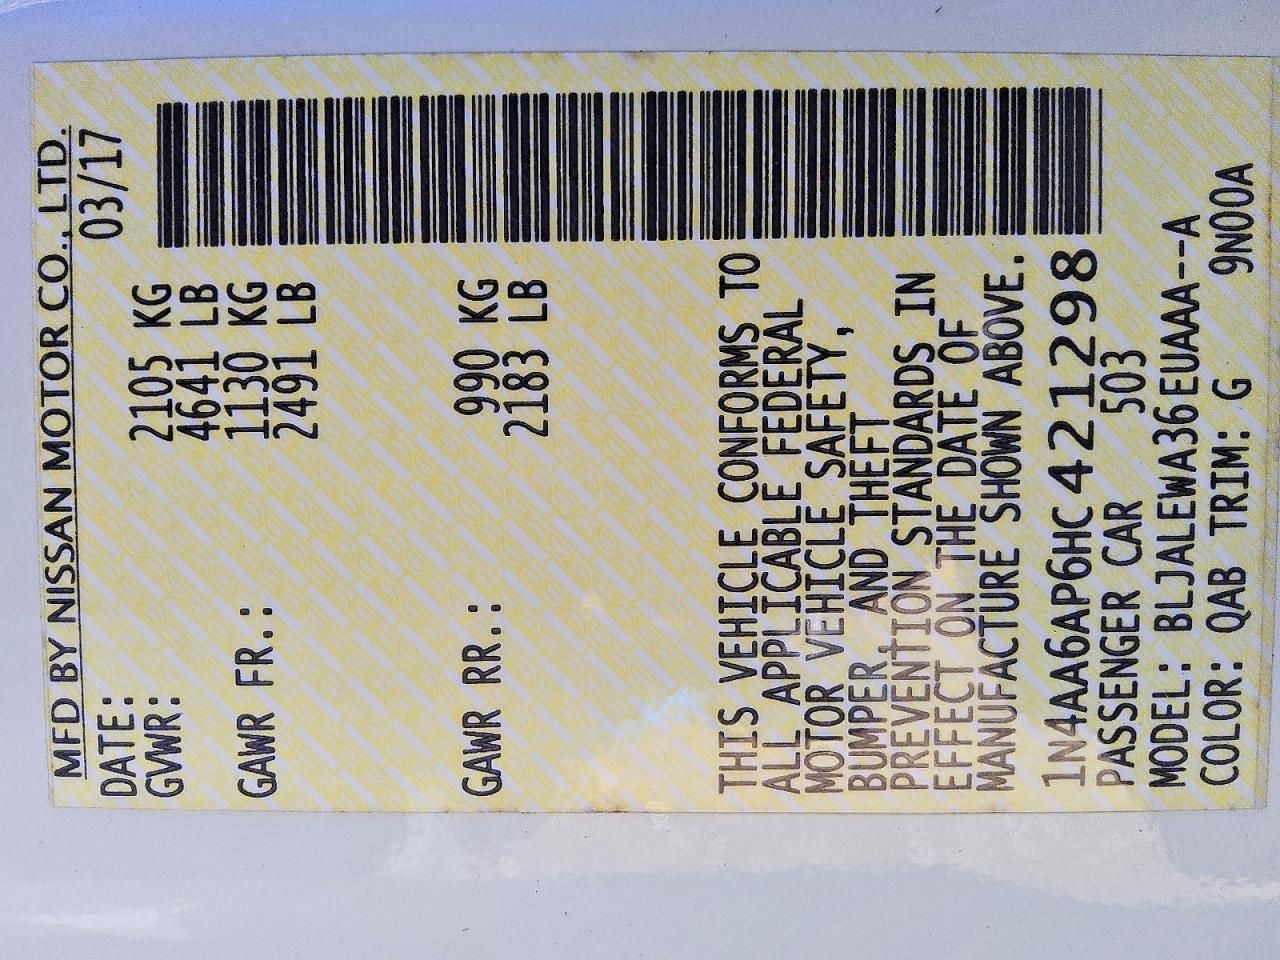 MFD BY NISSAN MOTOR CO., LTD.
DATE: 03/17
GVWR: 2105 KG
4641 LB
GAWR FR.: 1130 KG
2491 LB
GAWR RR.: 990 KG
2183 LB
THIS VEHICLE CONFORMS TO
ALL APPLICABLE FEDERAL
MOTOR VEHICLE SAFETY,
BUMPER, AND THEFT
PREVENTION STANDARDS IN
EFFECT ON THE DATE OF
MANUFACTURE SHOWN ABOVE.
1N4AA6AP6HC421298
PASSENGER CAR 503
MODEL: BLJALEWA36EUAAA--A
COLOR: QAB TRIM: G 9N00A